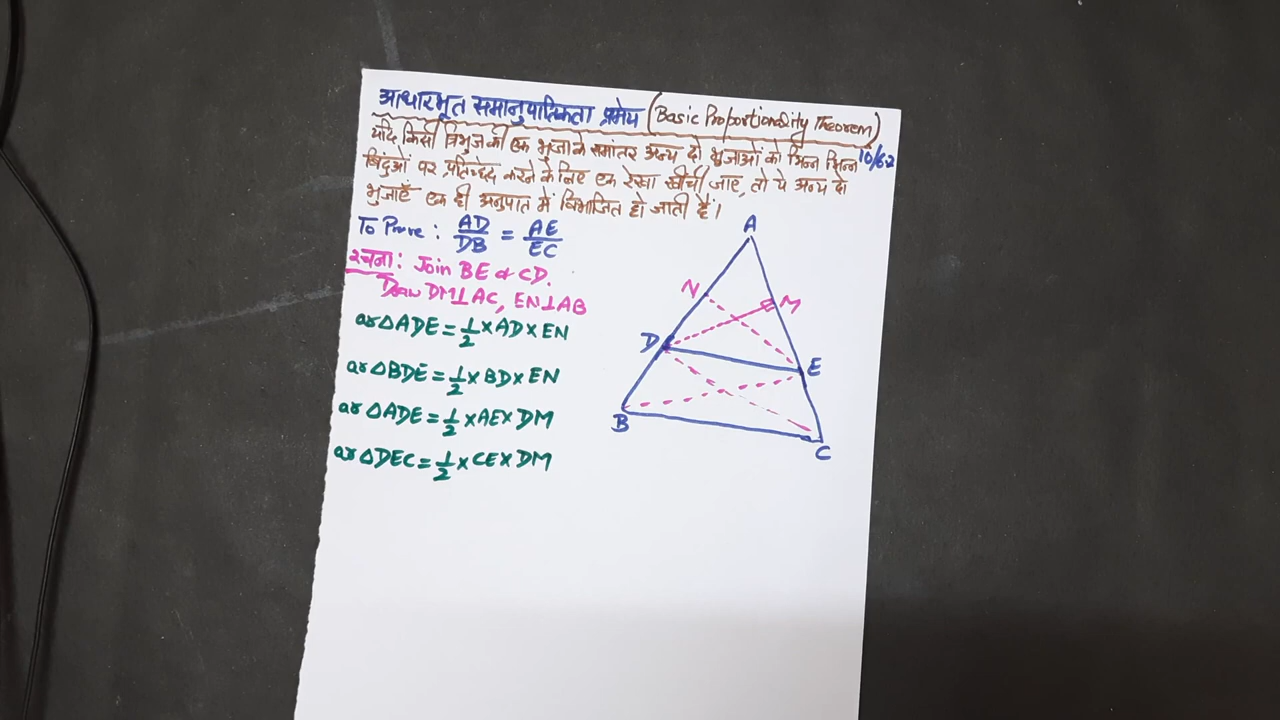 आधारभूत समानुपातिकता प्रमेय (Basic Proportionality Theorem)
यदि किसी त्रिभुज की एक भुजा के समांतर अन्य दो भुजाओं को भिन्न भिन्न 10/6.2
बिंदुओं पर प्रतिच्छेद करने के लिए एक रेखा खींची जाए, तो ये अन्य दो
भुजाएँ एक ही अनुपात में विभाजित हो जाती हैं।
To Prove: AD/DB = AE/EC
रचना: Join BE & CD.
Draw DM⊥AC, EN⊥AB
ar△ADE = 1/2 × AD × EN
ar△BDE = 1/2 × BD × EN
ar△ADE = 1/2 × AE × DM
ar△DEC = 1/2 × CE × DM
A
N
M
D
E
B
C